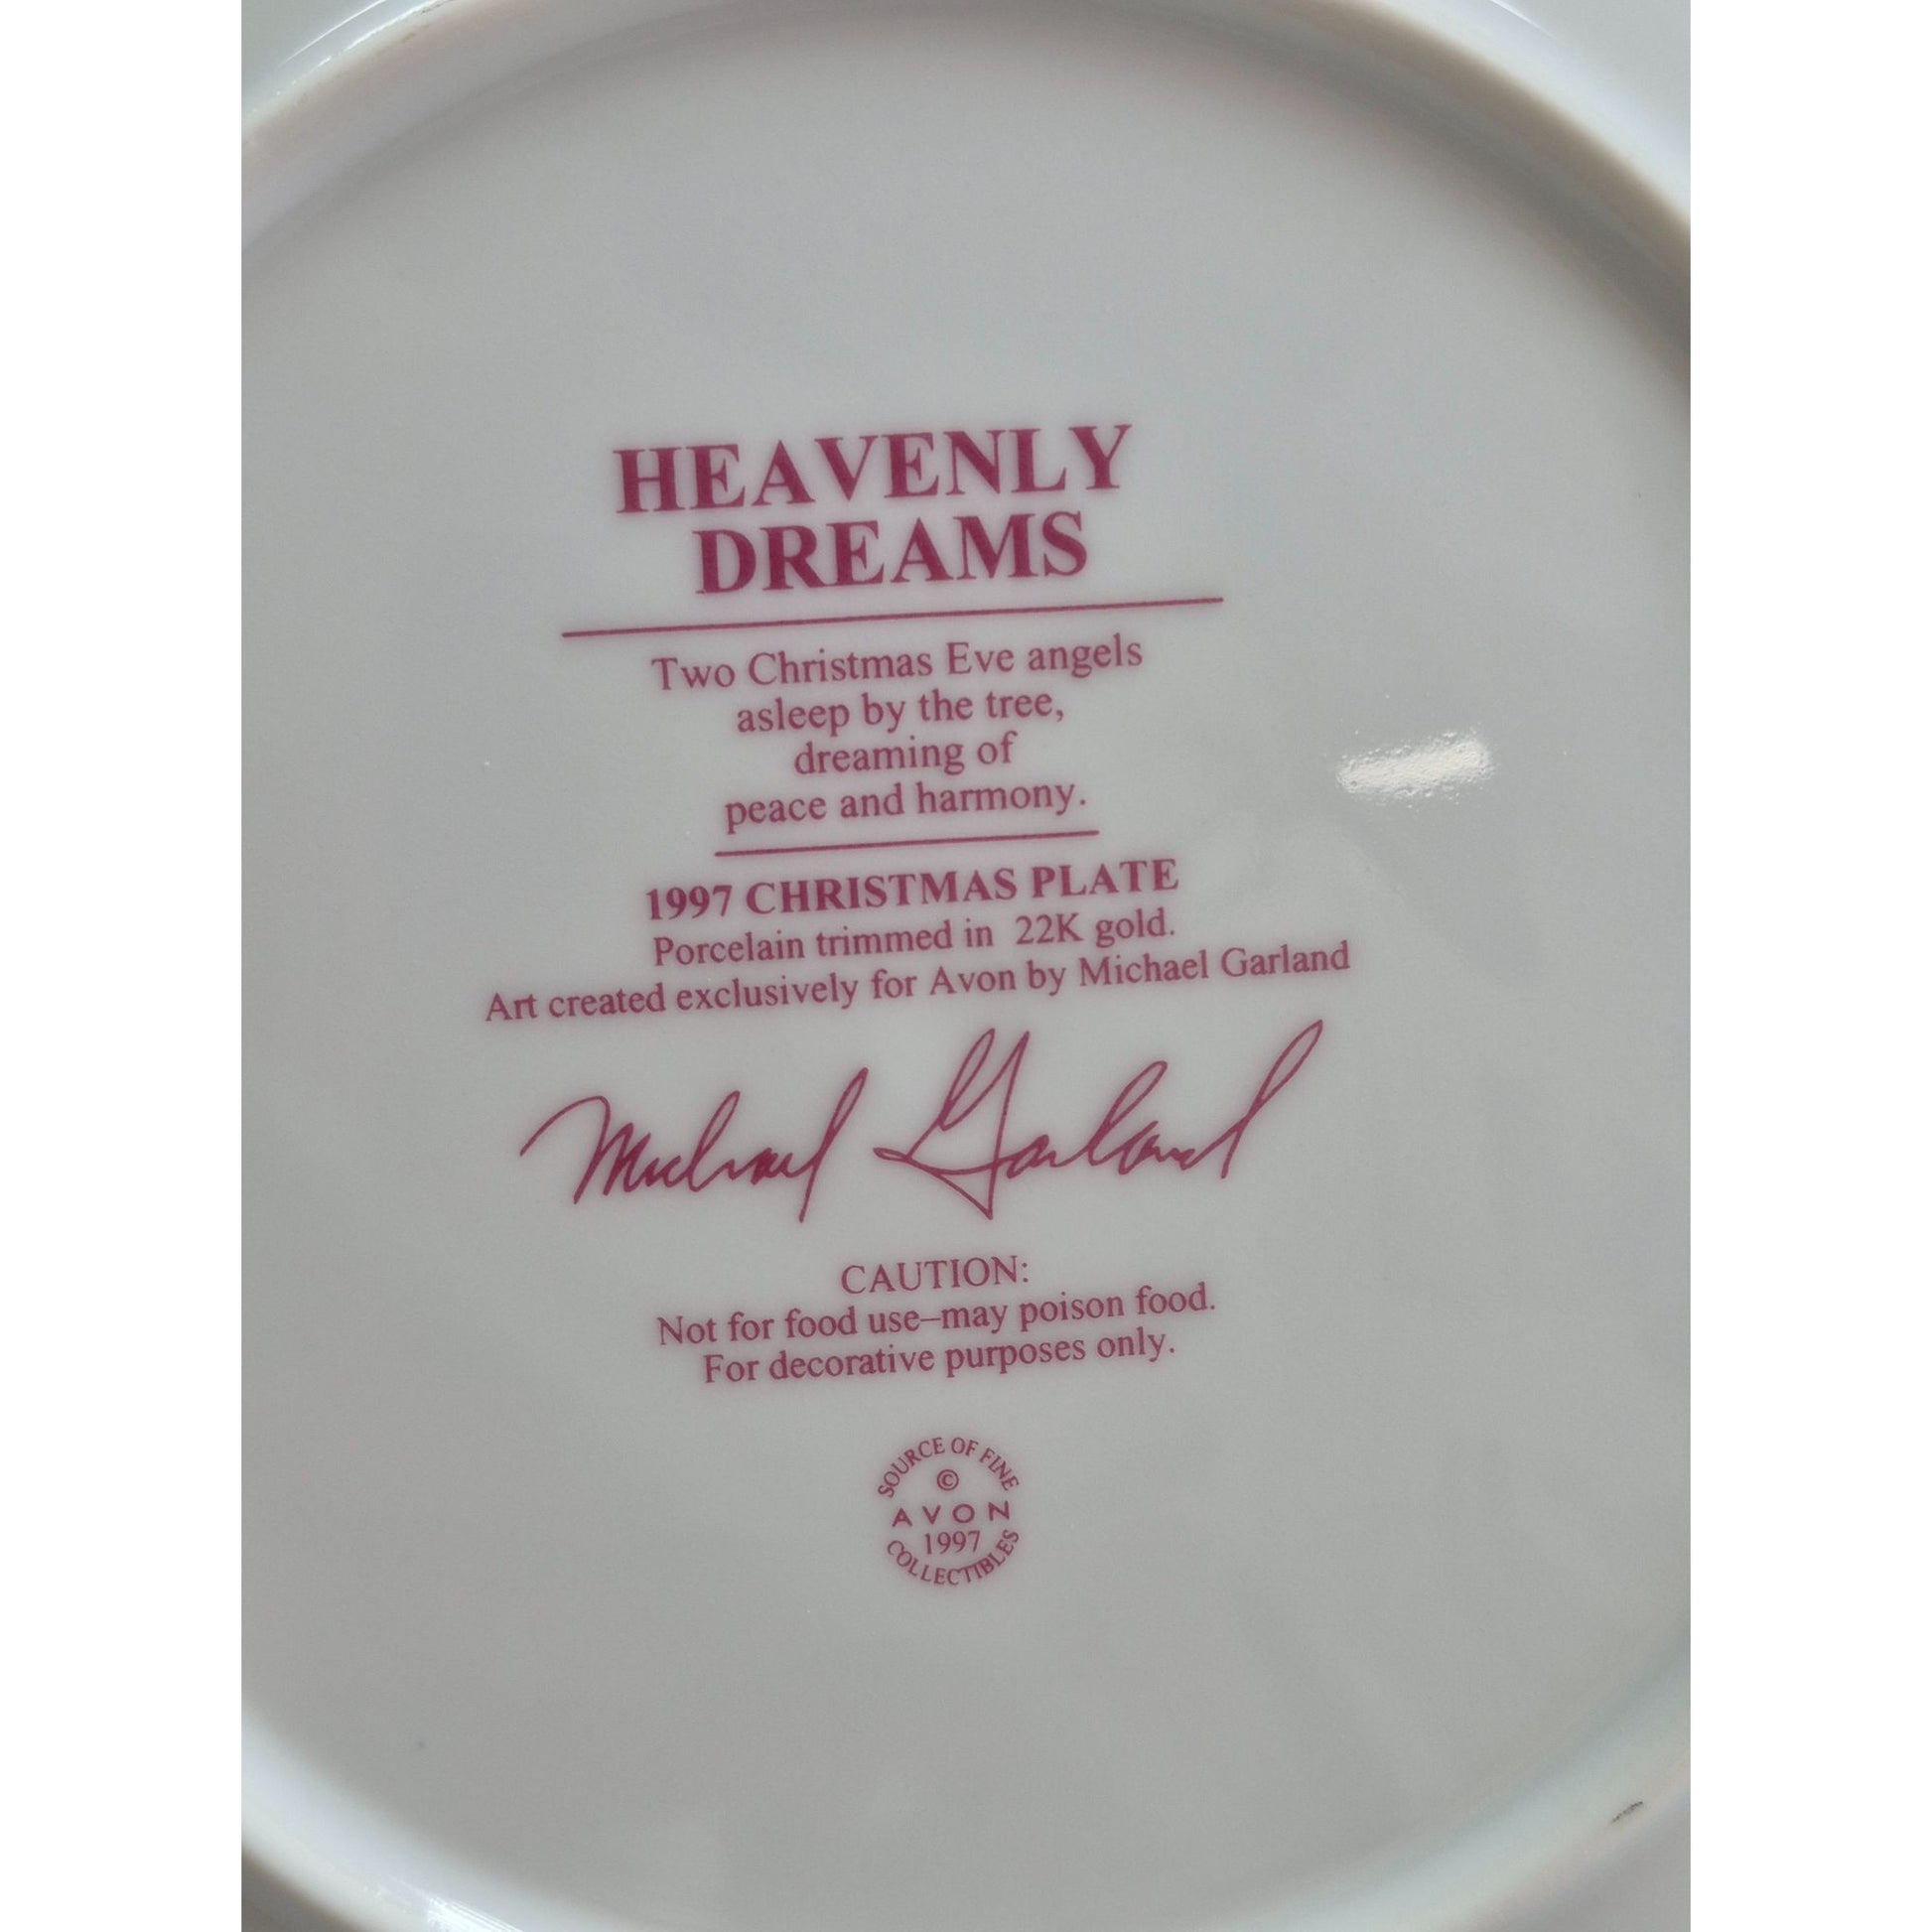 HEAVENLY
DREAMS
Two Christmas Eve angels
asleep by the tree,
dreaming of
peace and harmony.
1997 CHRISTMAS PLATE
Porcelain trimmed in 22K gold.
Art created exclusively for Avon by Michael Garland
Michael Garland
CAUTION:
Not for food use–may poison food.
For decorative purposes only.
SOURCE OF FINE
©
AVON
1997
COLLECTIBLES